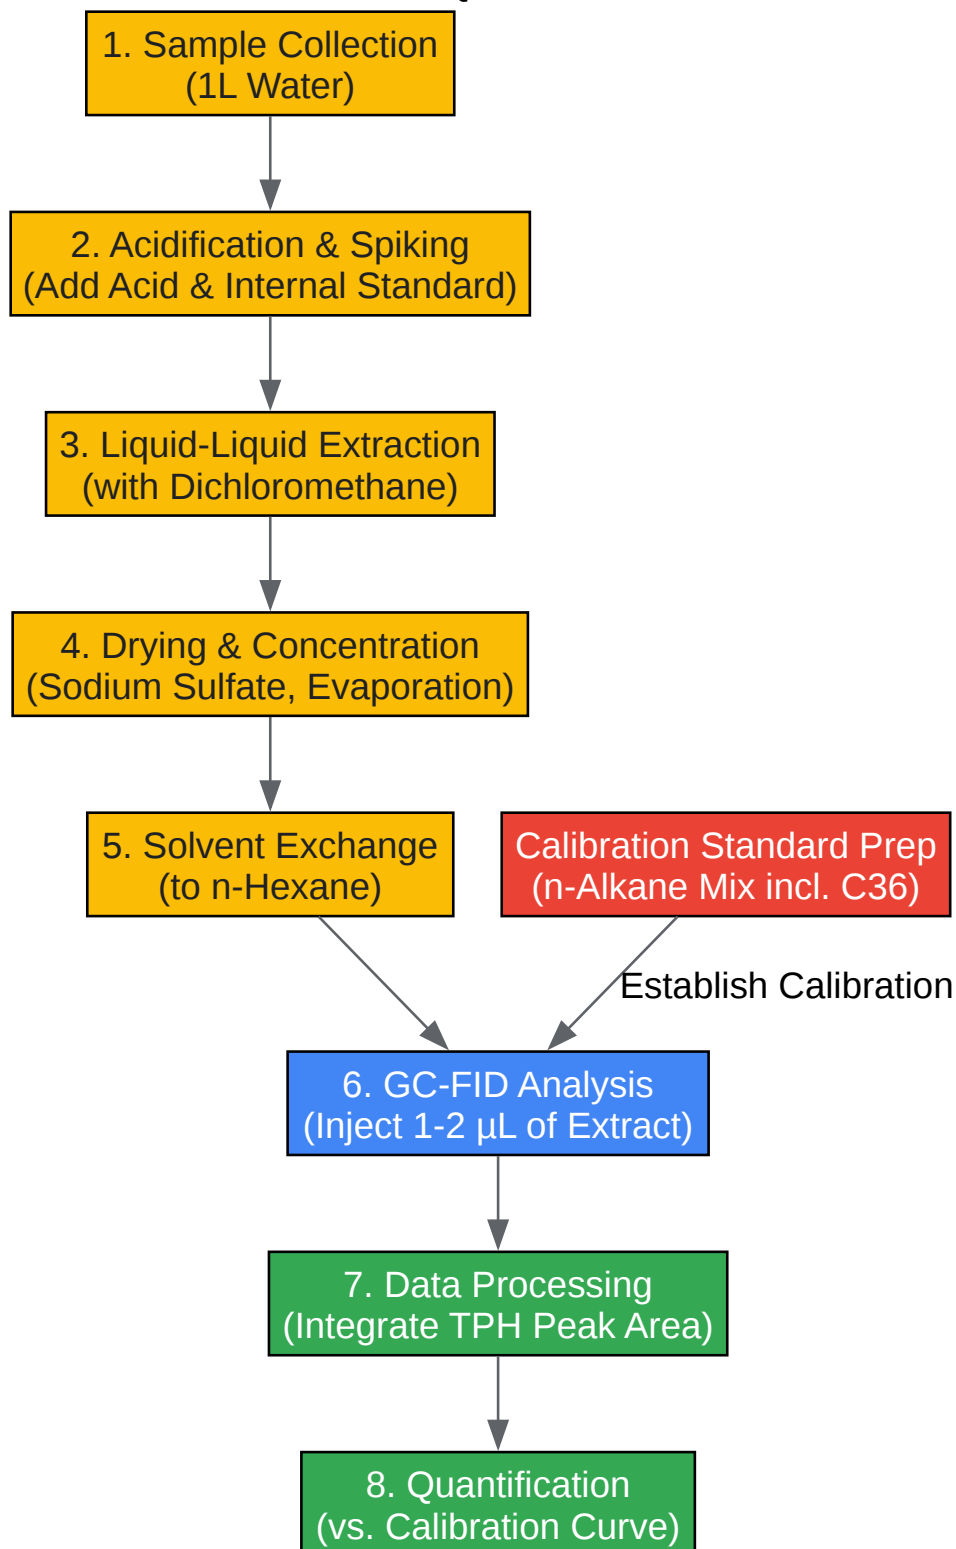 1. Sample Collection
(1L Water)
2. Acidification & Spiking
(Add Acid & Internal Standard)
3. Liquid-Liquid Extraction
(with Dichloromethane)
4. Drying & Concentration
(Sodium Sulfate, Evaporation)
5. Solvent Exchange
(to n-Hexane)
Calibration Standard Prep
(n-Alkane Mix incl. C36)
Establish Calibration
6. GC-FID Analysis
(Inject 1-2 µL of Extract)
7. Data Processing
(Integrate TPH Peak Area)
8. Quantification
(vs. Calibration Curve)